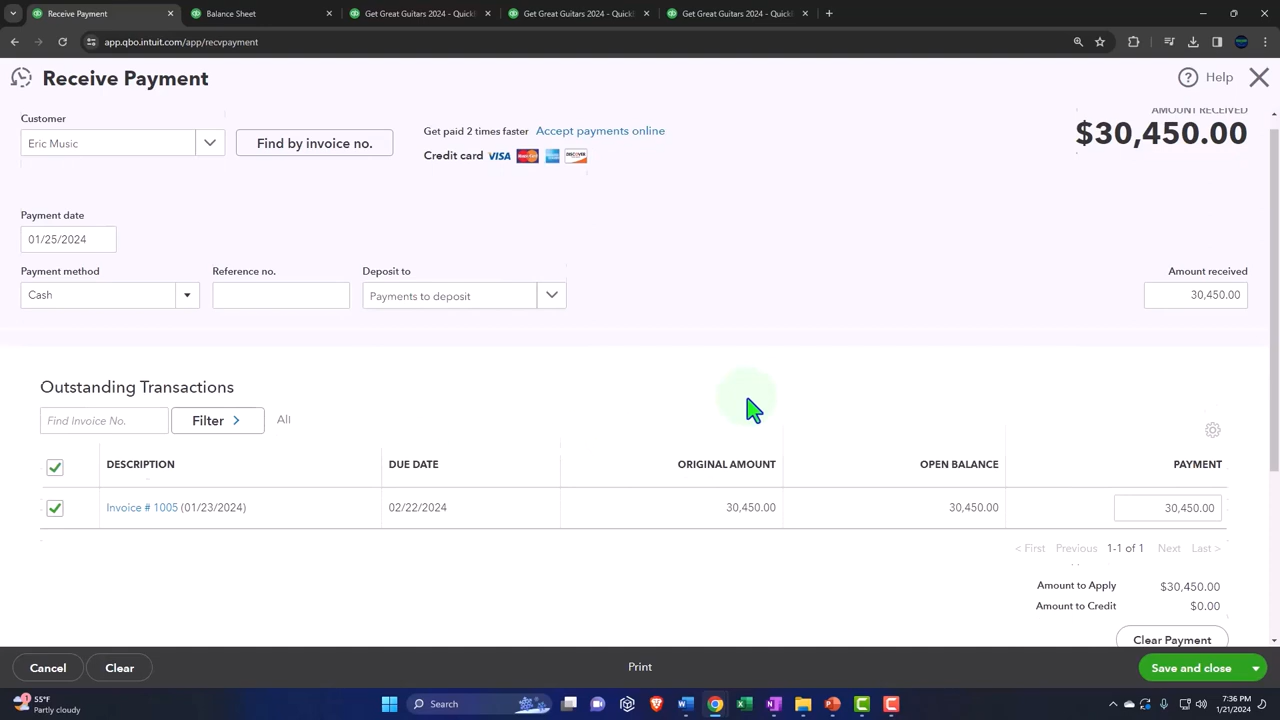 Receive Payment
Balance Sheet
Get Great Guitars 2024 - QuickB
Get Great Guitars 2024 - QuickB
Get Great Guitars 2024 - QuickB
app.qbo.intuit.com/app/recvpayment
Receive Payment
Help
Customer
Eric Music
Find by invoice no.
Get paid 2 times faster Accept payments online
Credit card VISA MasterCard DISCOVER
AMOUNT RECEIVED
$30,450.00
Payment date
01/25/2024
Payment method Reference no. Deposit to Amount received
Cash Payments to deposit 30,450.00
Outstanding Transactions
Find Invoice No. Filter > All
DESCRIPTION DUE DATE ORIGINAL AMOUNT OPEN BALANCE PAYMENT
Invoice # 1005 (01/23/2024) 02/22/2024 30,450.00 30,450.00 30,450.00
< First Previous 1-1 of 1 Next Last >
Amount to Apply $30,450.00
Amount to Credit $0.00
Clear Payment
Cancel Clear Print Save and close
1
55°F
Partly cloudy
Search
7:36 PM
1/21/2024